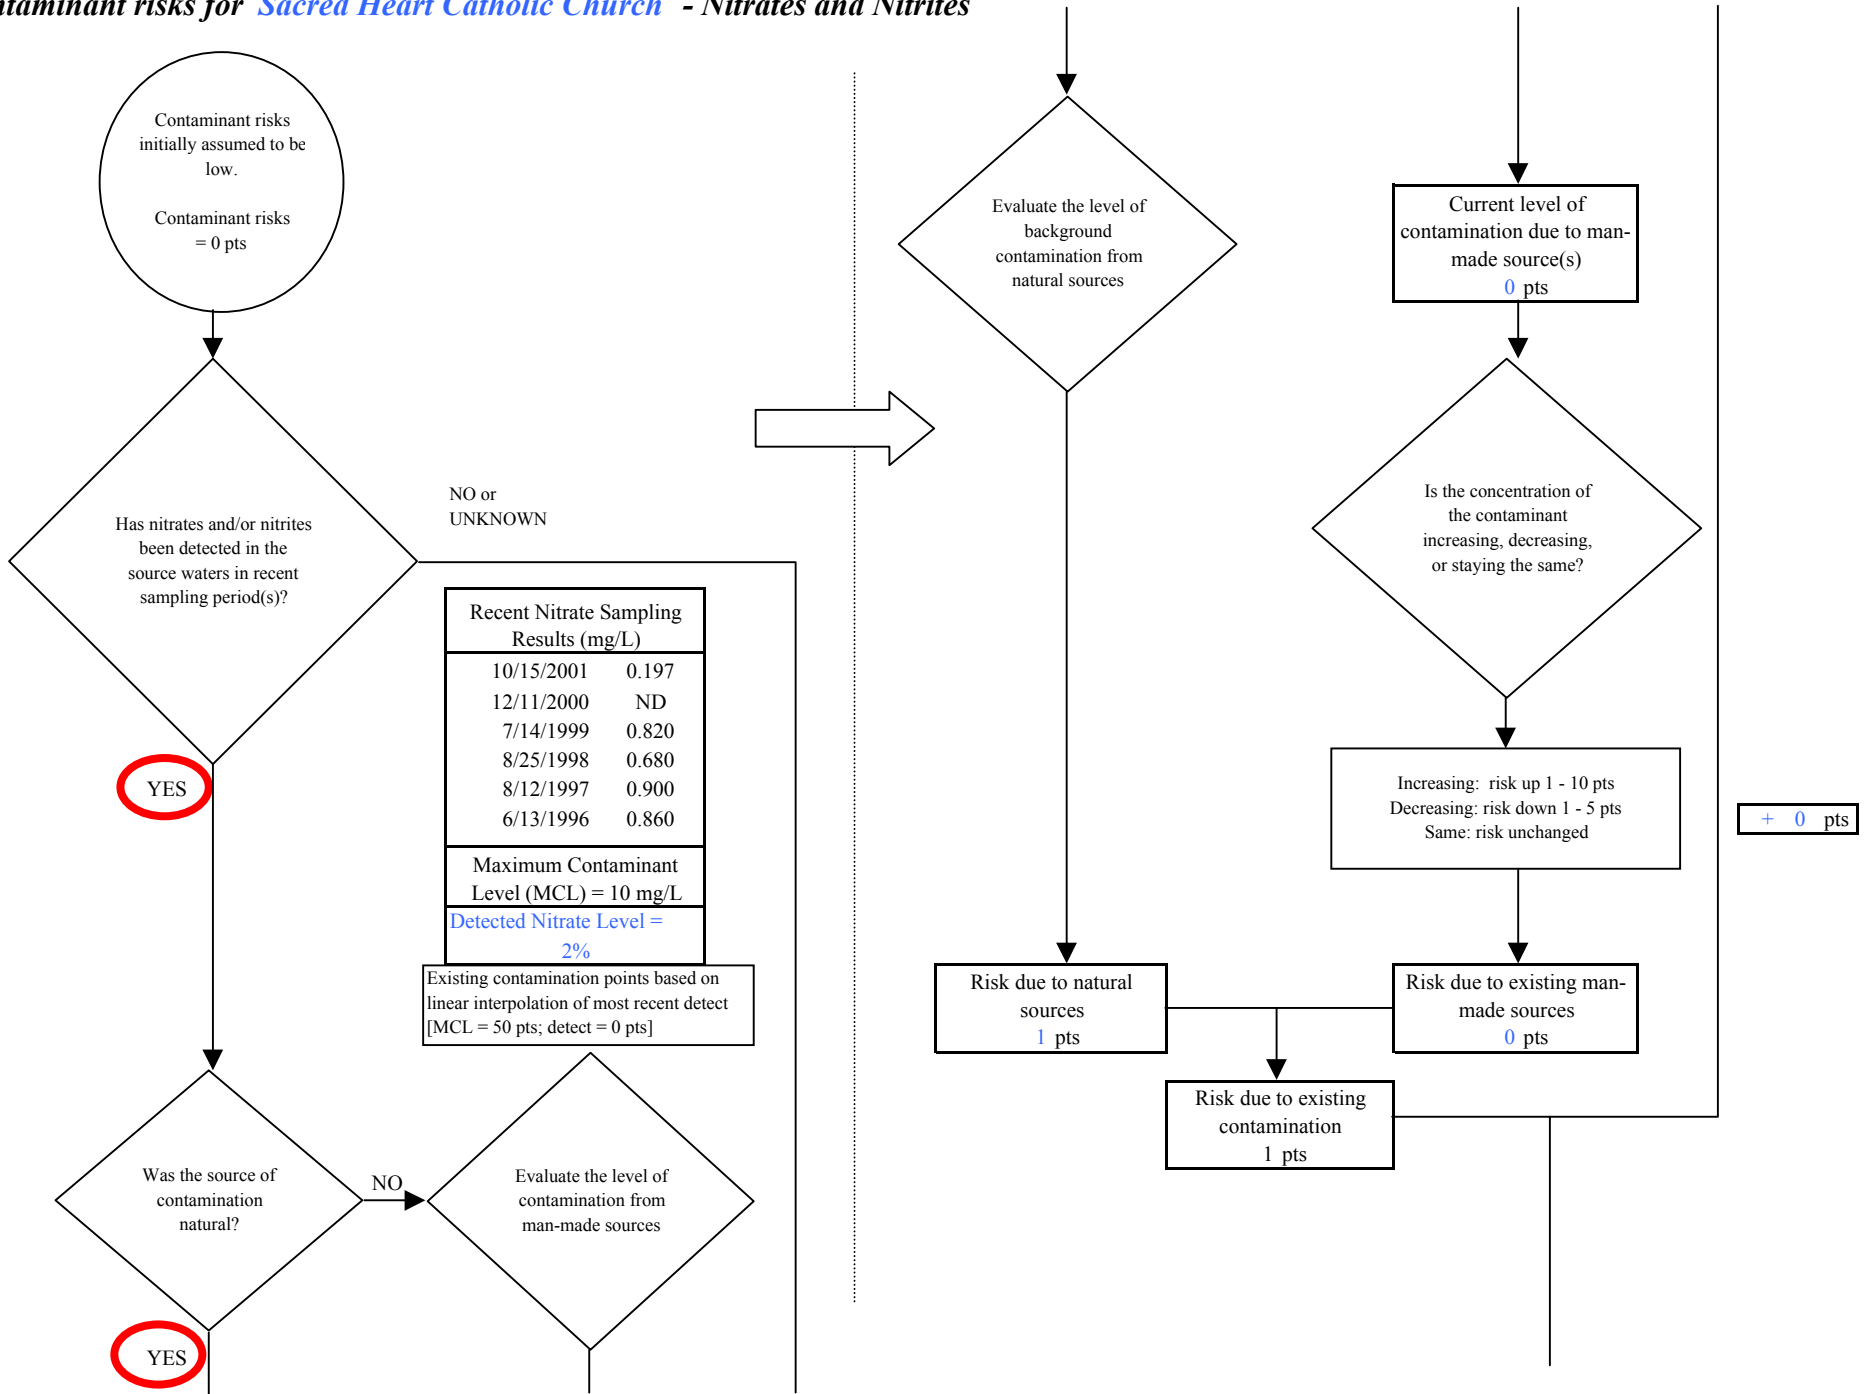 ntaminant risks for Sacred Heart Catholic Church - Nitrates and Nitrites
Contaminant risks
initially assumed to be
low.
Contaminant risks
= 0 pts
Has nitrates and/or nitrites
been detected in the
source waters in recent
sampling period(s)?
NO or
UNKNOWN
YES
Recent Nitrate Sampling
Results (mg/L)
10/15/2001 0.197
12/11/2000 ND
7/14/1999 0.820
8/25/1998 0.680
8/12/1997 0.900
6/13/1996 0.860
Maximum Contaminant
Level (MCL) = 10 mg/L
Detected Nitrate Level =
2%
Existing contamination points based on
linear interpolation of most recent detect
[MCL = 50 pts; detect = 0 pts]
Was the source of
contamination
natural?
NO
Evaluate the level of
contamination from
man-made sources
YES
Evaluate the level of
background
contamination from
natural sources
Current level of
contamination due to man-
made source(s)
0 pts
Is the concentration of
the contaminant
increasing, decreasing,
or staying the same?
Increasing: risk up 1 - 10 pts
Decreasing: risk down 1 - 5 pts
Same: risk unchanged
+ 0 pts
Risk due to natural
sources
1 pts
Risk due to existing man-
made sources
0 pts
Risk due to existing
contamination
1 pts